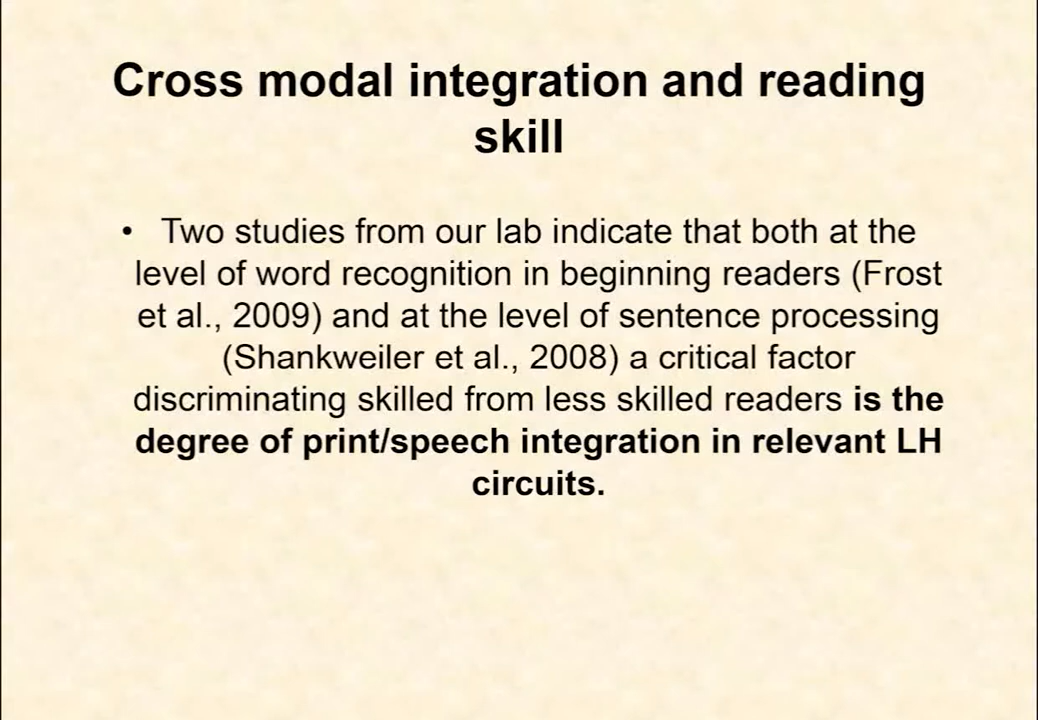 Cross modal integration and reading
skill
• Two studies from our lab indicate that both at the
level of word recognition in beginning readers (Frost
et al., 2009) and at the level of sentence processing
(Shankweiler et al., 2008) a critical factor
discriminating skilled from less skilled readers is the
degree of print/speech integration in relevant LH
circuits.